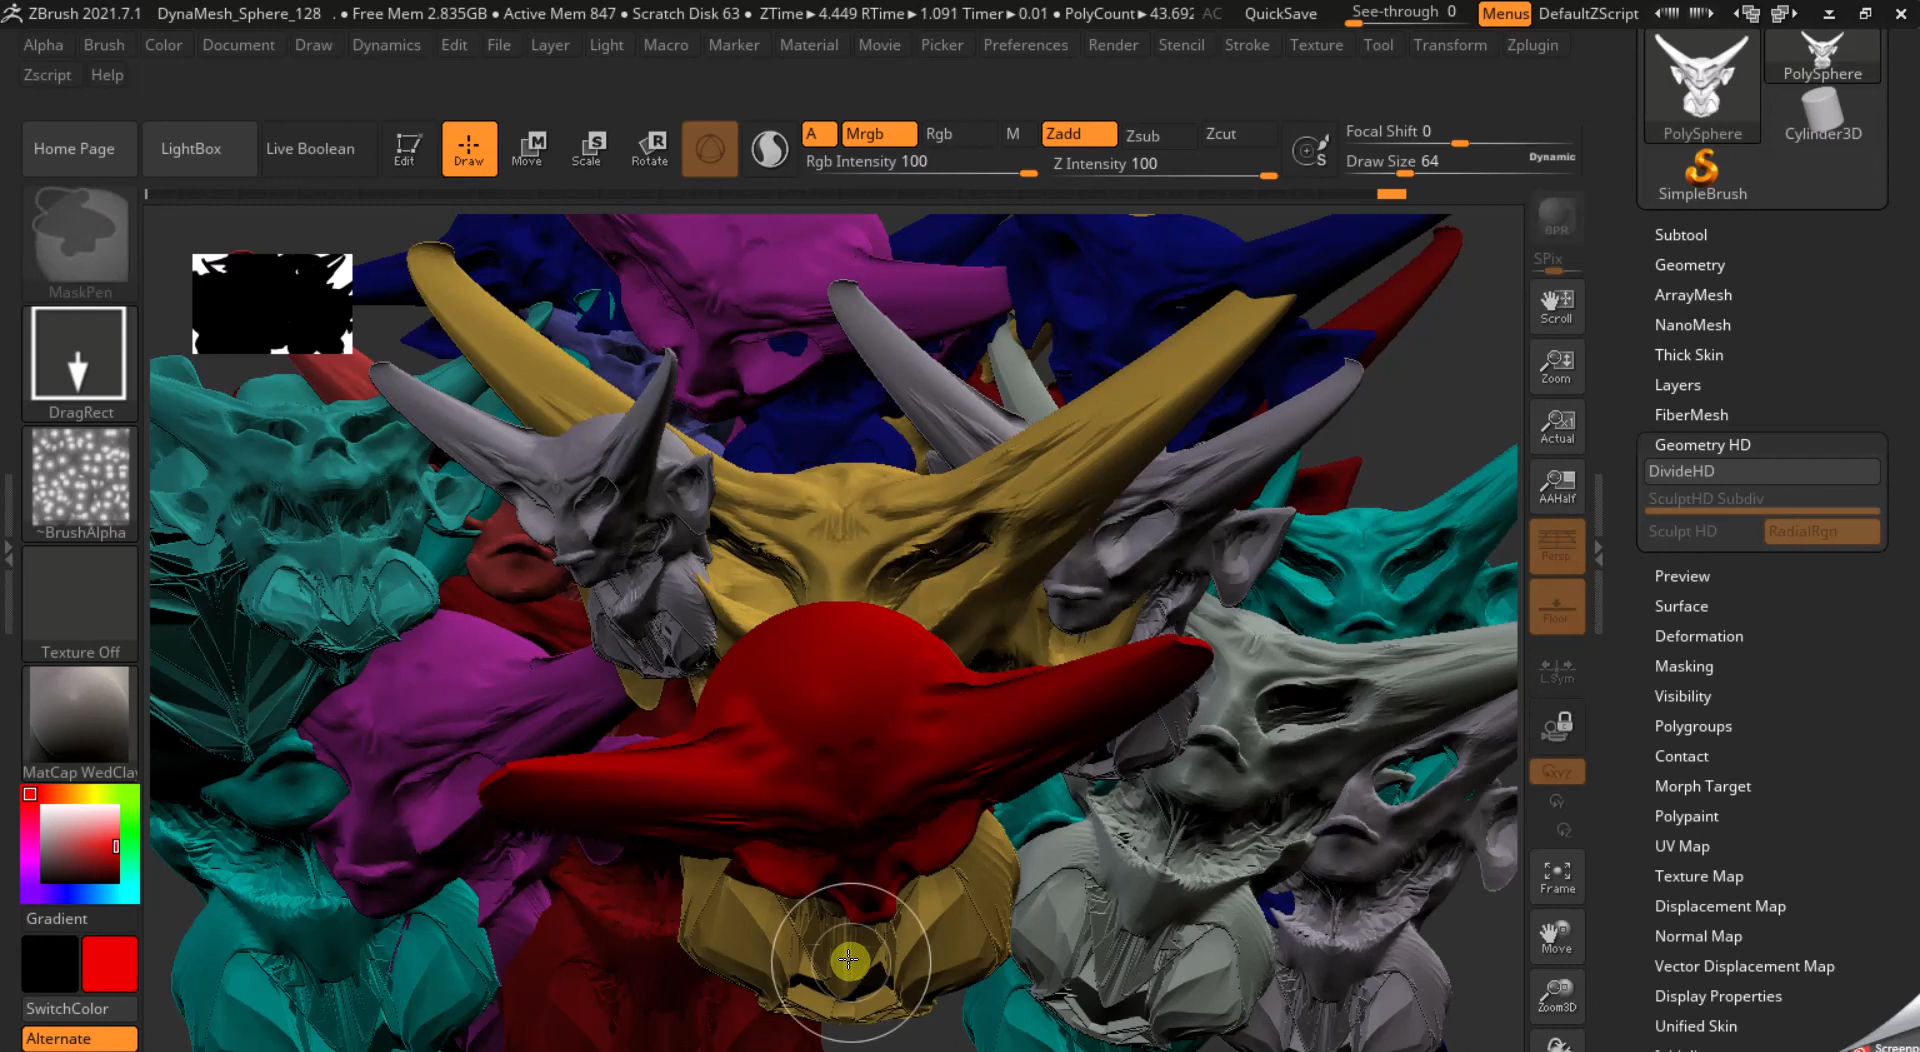 ZBrush 2021.7.1 DynaMesh_Sphere_128 . • Free Mem 2.835GB • Active Mem 847 • Scratch Disk 63 • ZTime▶4.449 RTime▶1.091 Timer▶0.01 • PolyCount▶43.692 AC QuickSave See-through 0 Menus DefaultZScript
Alpha Brush Color Document Draw Dynamics Edit File Layer Light Macro Marker Material Movie Picker Preferences Render Stencil Stroke Texture Tool Transform Zplugin
Zscript Help
Home Page LightBox Live Boolean Edit Draw Move Scale Rotate
A Mrgb Rgb M Zadd Zsub Zcut
Rgb Intensity 100 Z Intensity 100
S
Focal Shift 0
Draw Size 64 Dynamic
MaskPen
DragRect
~BrushAlpha
Texture Off
MatCap WedClay
Gradient
SwitchColor
Alternate
BPR
SPix
Scroll
Zoom
Actual
AAHalf
Persp
Floor
L.Sym
XYZ
Frame
Move
Zoom3D
PolySphere
PolySphere
Cylinder3D
SimpleBrush
Subtool
Geometry
ArrayMesh
NanoMesh
Thick Skin
Layers
FiberMesh
Geometry HD
DivideHD
SculptHD Subdiv
Sculpt HD RadialRgn
Preview
Surface
Deformation
Masking
Visibility
Polygroups
Contact
Morph Target
Polypaint
UV Map
Texture Map
Displacement Map
Normal Map
Vector Displacement Map
Display Properties
Unified Skin